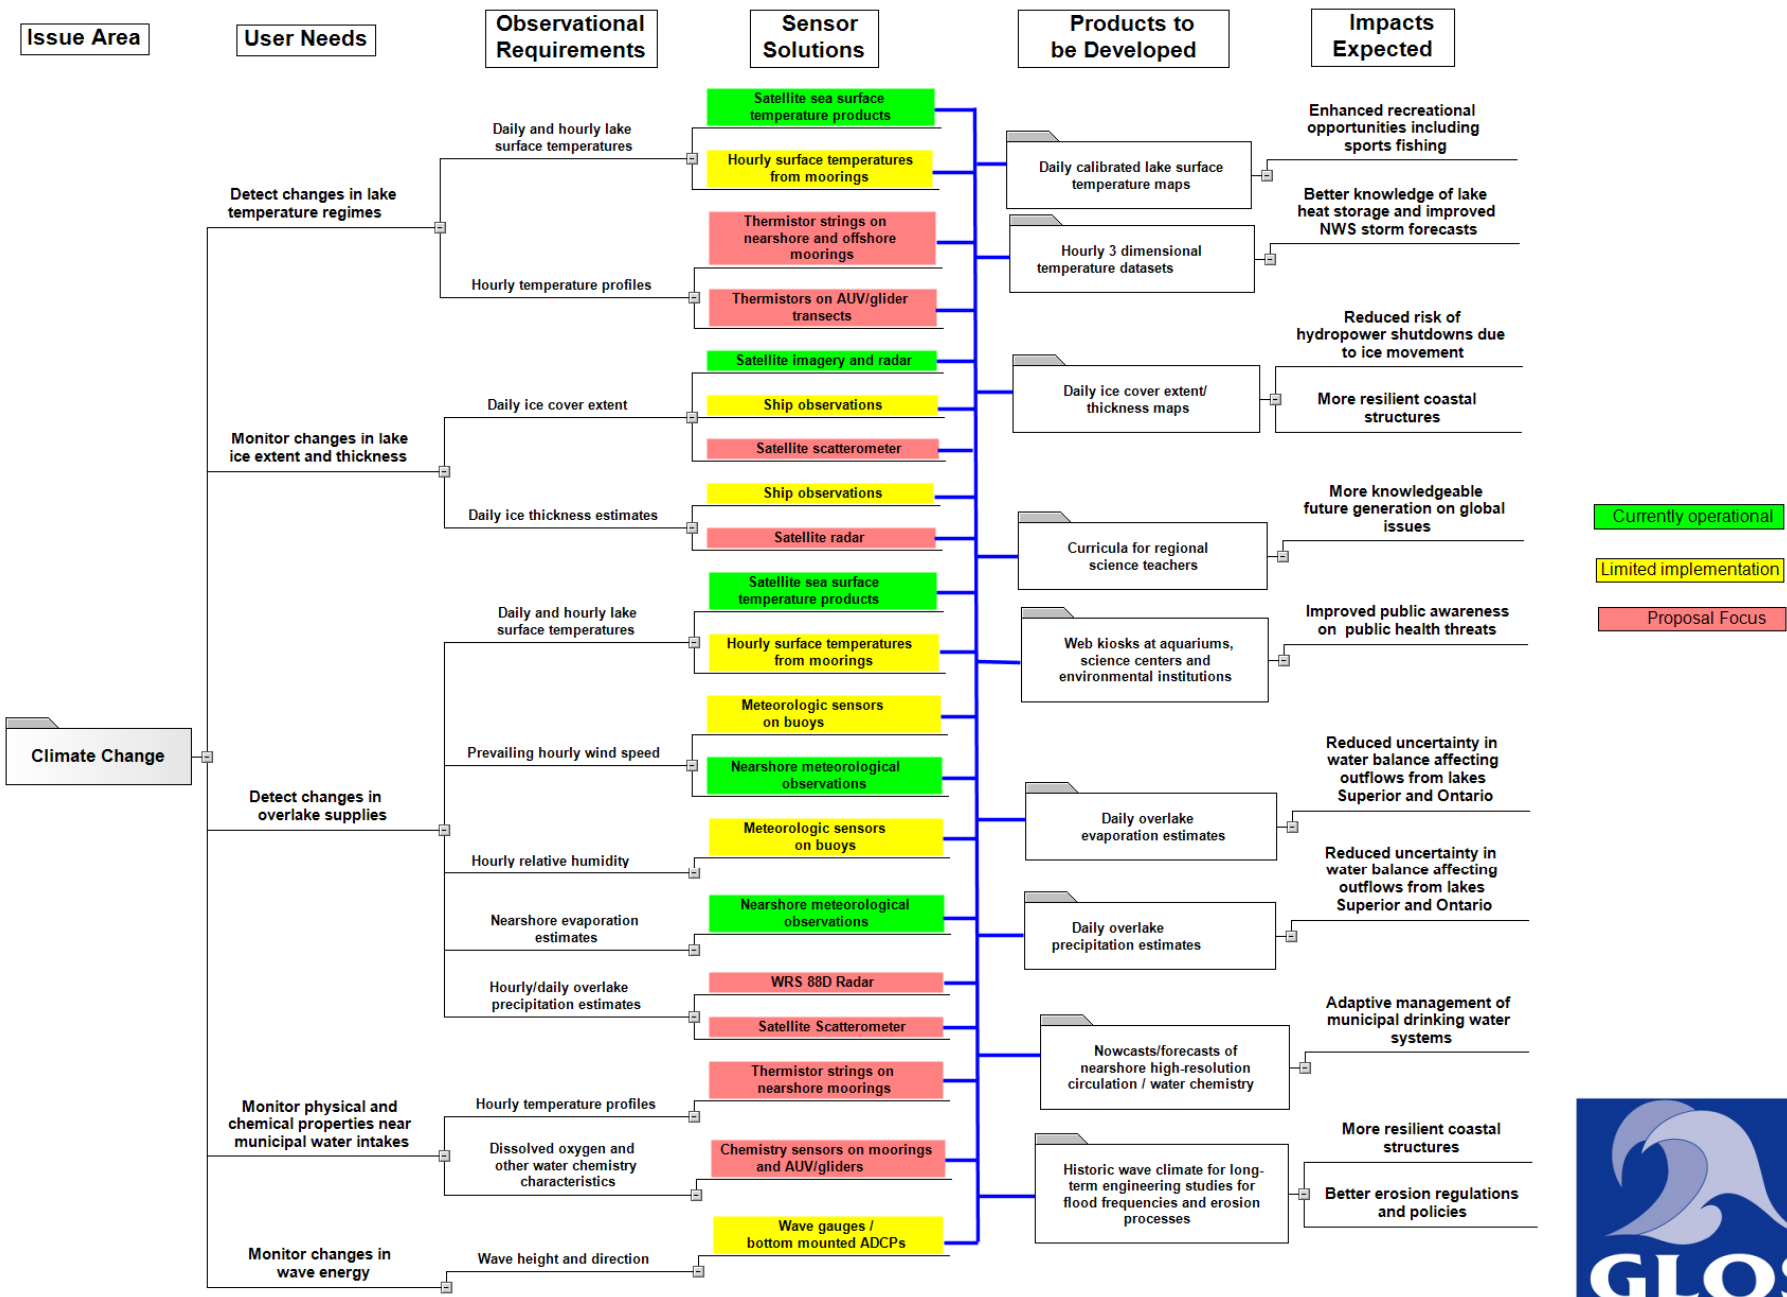 Issue Area
User Needs
Observational
Requirements
Sensor
Solutions
Products to
be Developed
Impacts
Expected
Climate Change
Detect changes in lake
temperature regimes
Monitor changes in lake
ice extent and thickness
Detect changes in
overlake supplies
Monitor physical and
chemical properties near
municipal water intakes
Monitor changes in
wave energy
Daily and hourly lake
surface temperatures
Hourly temperature profiles
Daily ice cover extent
Daily ice thickness estimates
Daily and hourly lake
surface temperatures
Prevailing hourly wind speed
Hourly relative humidity
Nearshore evaporation
estimates
Hourly/daily overlake
precipitation estimates
Hourly temperature profiles
Dissolved oxygen and
other water chemistry
characteristics
Wave height and direction
Satellite sea surface
temperature products
Hourly surface temperatures
from moorings
Thermistor strings on
nearshore and offshore
moorings
Thermistors on AUV/glider
transects
Satellite imagery and radar
Ship observations
Satellite scatterometer
Ship observations
Satellite radar
Satellite sea surface
temperature products
Hourly surface temperatures
from moorings
Meteorologic sensors
on buoys
Nearshore meteorological
observations
Meteorologic sensors
on buoys
Nearshore meteorological
observations
WRS 88D Radar
Satellite Scatterometer
Thermistor strings on
nearshore moorings
Chemistry sensors on moorings
and AUV/gliders
Wave gauges /
bottom mounted ADCPs
Daily calibrated lake surface
temperature maps
Hourly 3 dimensional
temperature datasets
Daily ice cover extent/
thickness maps
Curricula for regional
science teachers
Web kiosks at aquariums,
science centers and
environmental institutions
Daily overlake
evaporation estimates
Daily overlake
precipitation estimates
Nowcasts/forecasts of
nearshore high-resolution
circulation / water chemistry
Historic wave climate for long-
term engineering studies for
flood frequencies and erosion
processes
Enhanced recreational
opportunities including
sports fishing
Better knowledge of lake
heat storage and improved
NWS storm forecasts
Reduced risk of
hydropower shutdowns due
to ice movement
More resilient coastal
structures
More knowledgeable
future generation on global
issues
Improved public awareness
on public health threats
Reduced uncertainty in
water balance affecting
outflows from lakes
Superior and Ontario
Reduced uncertainty in
water balance affecting
outflows from lakes
Superior and Ontario
Adaptive management of
municipal drinking water
systems
More resilient coastal
structures
Better erosion regulations
and policies
Currently operational
Limited implementation
Proposal Focus
GLOS